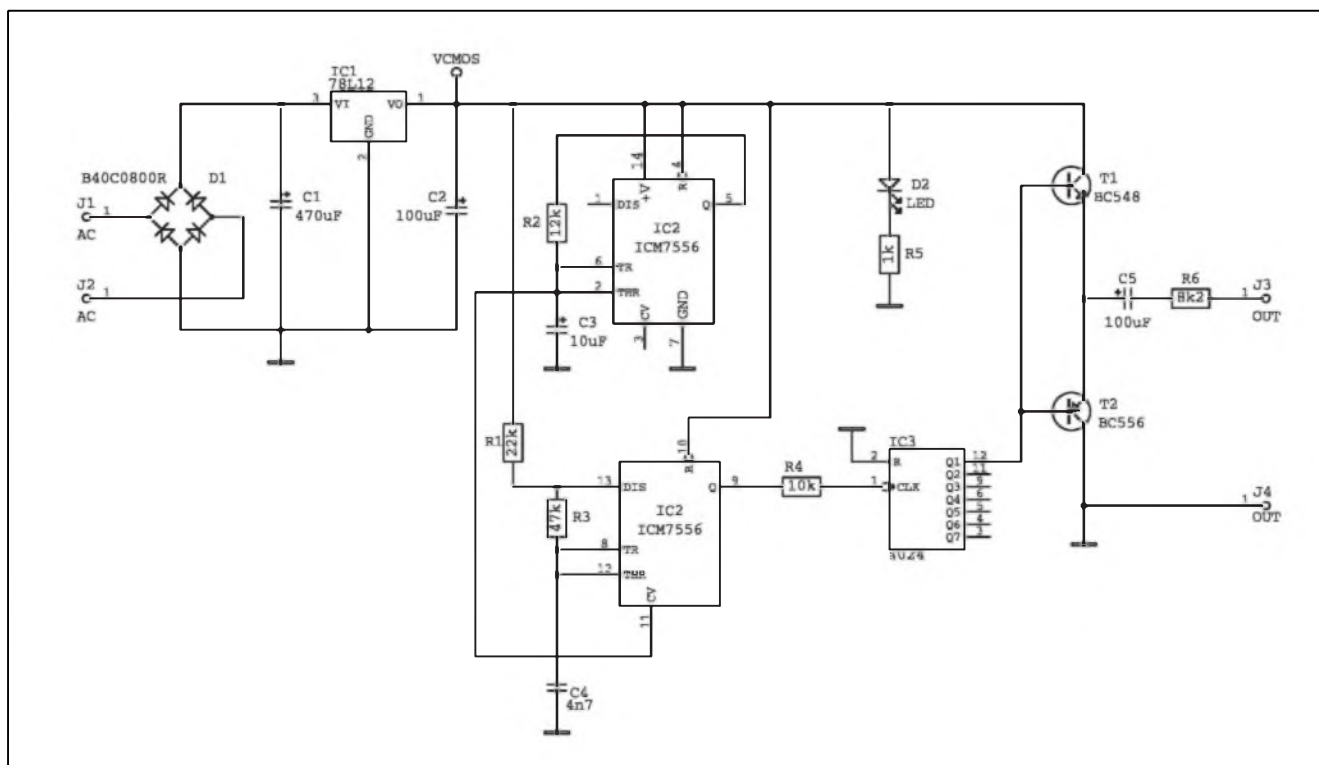 VCMOS
IC1
78L12
3 VI VO 1
GND
2
B40C0800R D1
J1
1
AC
J2
1
AC
C1
470uF
C2
100uF
R2
12k
14
4
+V
R
1 DIS Q 5
IC2
ICM7556
6 TR
2 THR
CV
GND
3
7
C3
10uF
D2
LED
1k
R5
T1
BC548
C5
100uF
R6
8k2
J3
1
OUT
T2
BC556
R1
22k
10
R
13 DIS Q 9
47k
R3
IC2
ICM7556
8 TR
12 THR
CV
11
R4
10k
IC3
2 R Q1 12
Q2 11
1 CLK Q3
Q4
Q5
Q6 4
Q7 3
4024
J4
1
OUT
C4
4n7